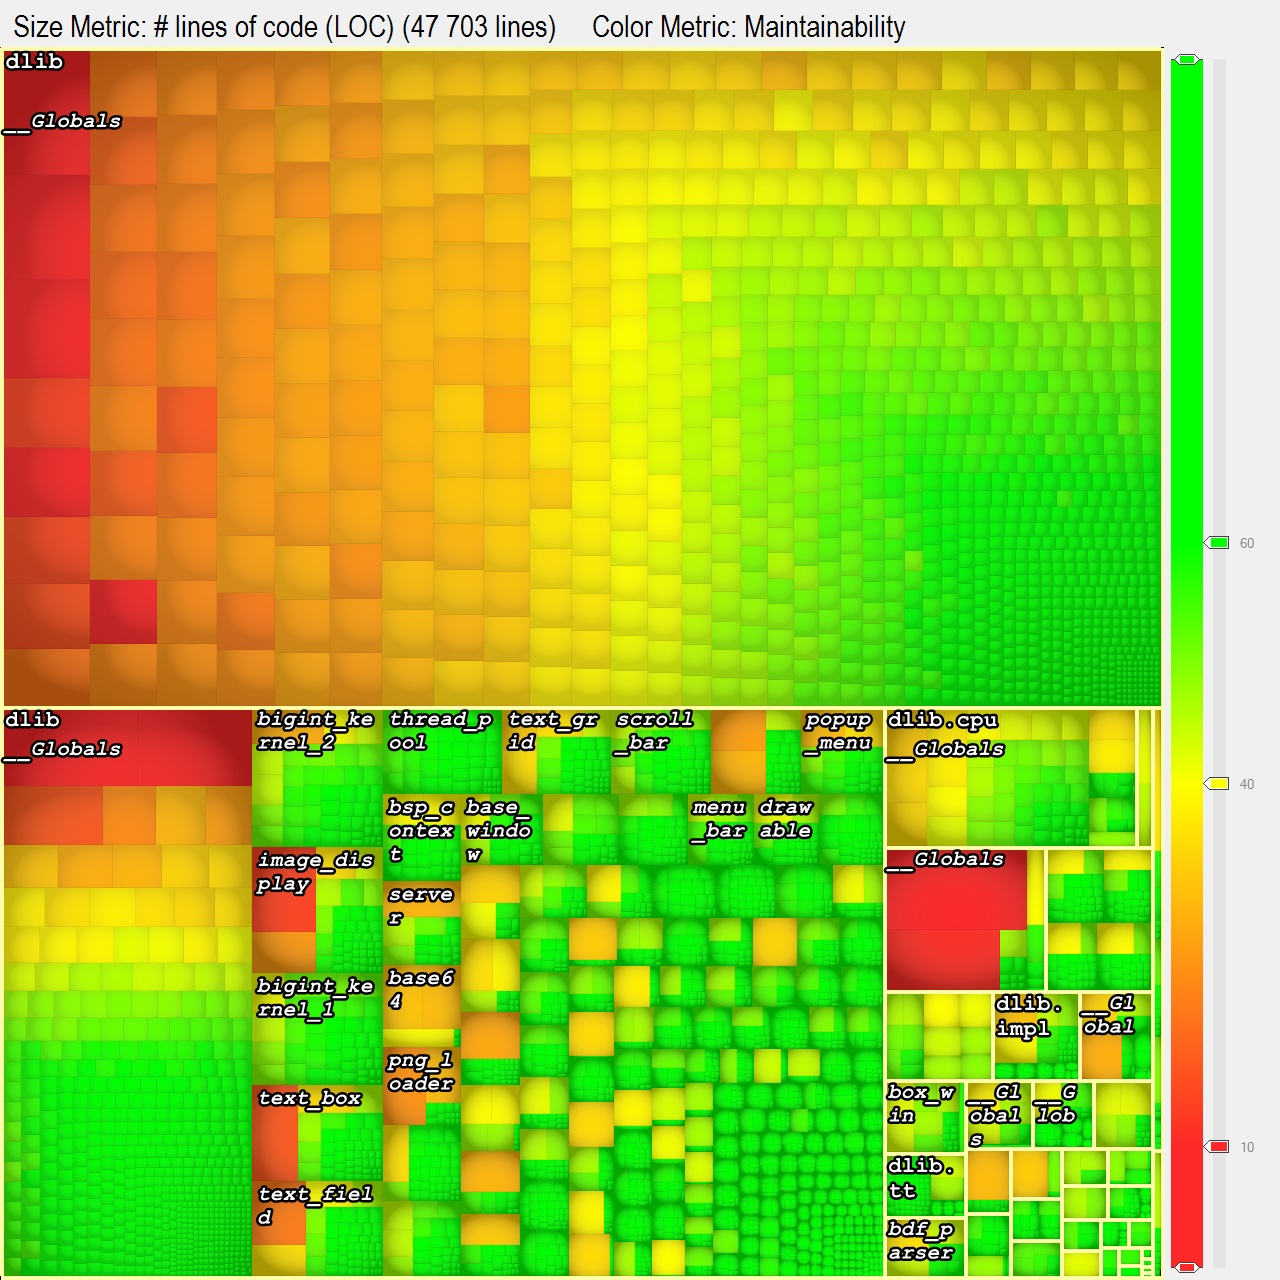 Size Metric: # lines of code (LOC) (47 703 lines) Color Metric: Maintainability
dlib
__Globals
60
40
10
dlib
__Globals
bigint_ke
rnel_2
thread_p
ool
text_gr
id
scroll
_bar
popup
_menu
bsp_c
ontex
t
base_
windo
w
menu
_bar
draw
able
image_dis
play
serve
r
base6
4
bigint_ke
rnel_1
png_l
oader
text_box
text_fiel
d
dlib.cpu
__Globals
__Globals
dlib.
impl
__Gl
obal
box_w
in
__Gl
obal
s
__G
lob
dlib.
tt
bdf_p
arser